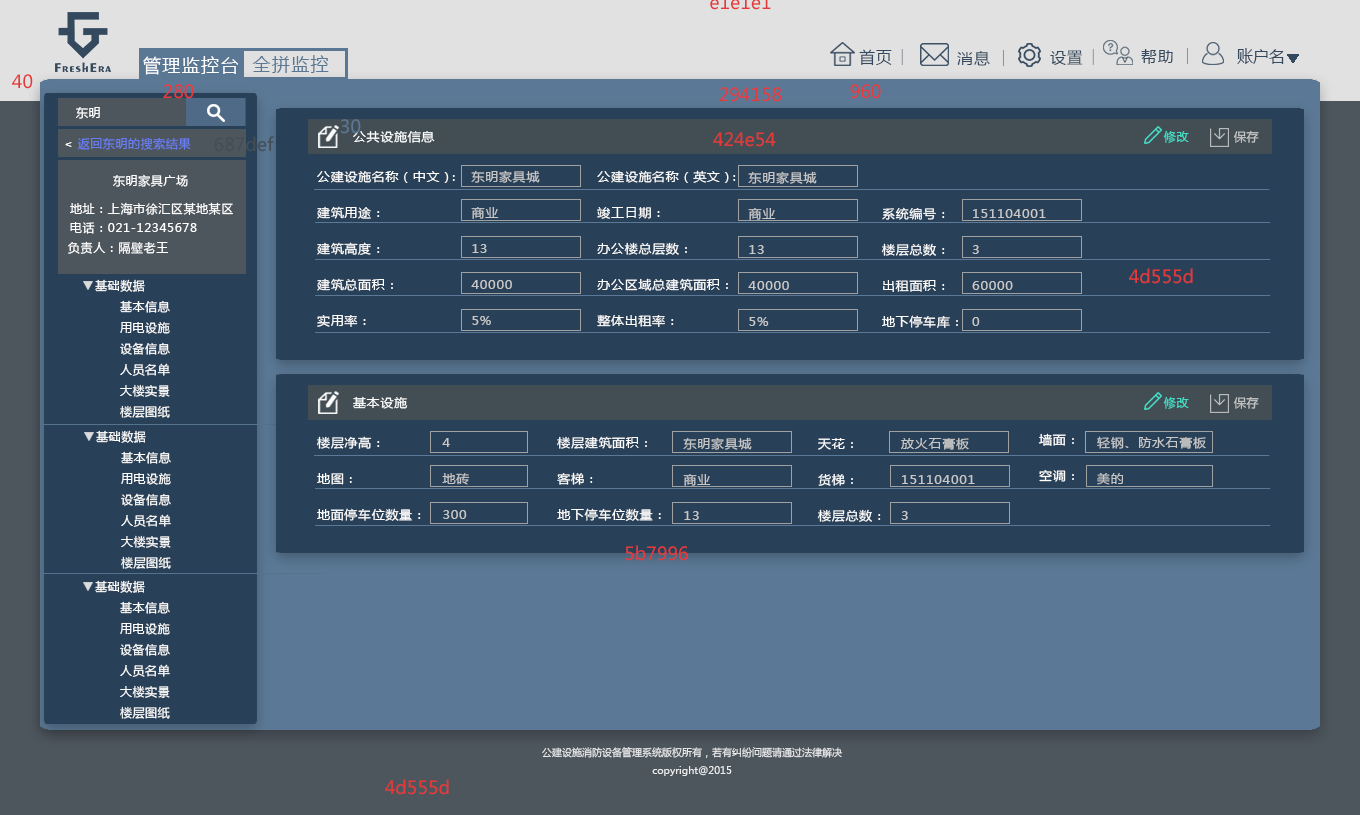 e1e1e1
FRESHERA
管理监控台 全拼监控
首页 | 消息 | 设置 | 帮助 | 账户名
40
280
294158
960
东明
30
687def
< 返回东明的搜索结果
东明家具广场
地址：上海市徐汇区某地某区
电话：021-12345678
负责人：隔壁老王
▼基础数据
基本信息
用电设施
设备信息
人员名单
大楼实景
楼层图纸
▼基础数据
基本信息
用电设施
设备信息
人员名单
大楼实景
楼层图纸
▼基础数据
基本信息
用电设施
设备信息
人员名单
大楼实景
楼层图纸
公共设施信息 424e54 修改 保存
公建设施名称（中文）: 东明家具城 公建设施名称（英文）: 东明家具城
建筑用途： 商业 竣工日期： 商业 系统编号： 151104001
建筑高度： 13 办公楼总层数： 13 楼层总数： 3
4d555d
建筑总面积： 40000 办公区域总建筑面积： 40000 出租面积： 60000
实用率： 5% 整体出租率： 5% 地下停车库： 0
基本设施 修改 保存
楼层净高： 4 楼层建筑面积： 东明家具城 天花： 放火石膏板 墙面： 轻钢、防水石膏板
地图： 地砖 客梯： 商业 货梯： 151104001 空调： 美的
地面停车位数量： 300 地下停车位数量： 13 楼层总数： 3
5b7996
公建设施消防设备管理系统版权所有，若有纠纷问题请通过法律解决
copyright@2015
4d555d